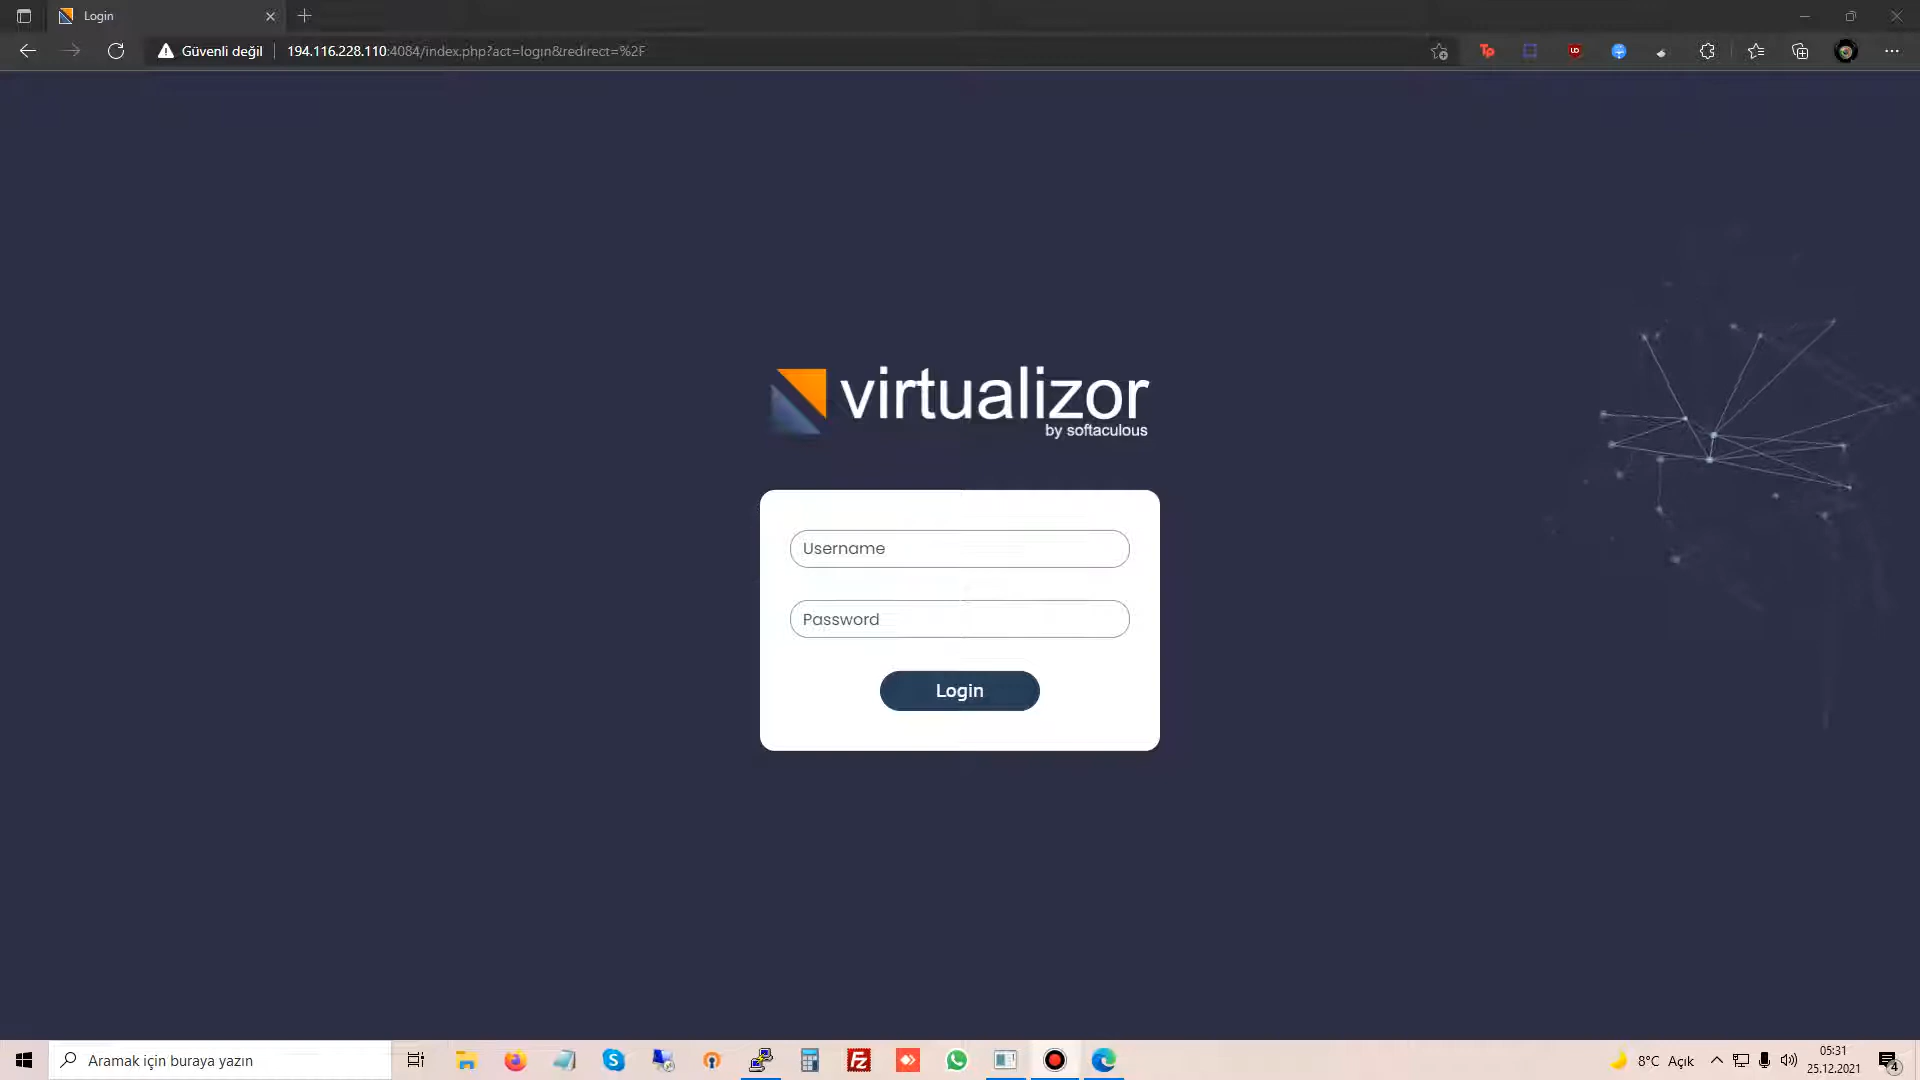 Login
Güvenli değil
194.116.228.110:4084/index.php?act=login&redirect=%2F
virtualizor
by softaculous
Username
Password
Login
Aramak için buraya yazın
8°C Açık
05:31
25.12.2021
4